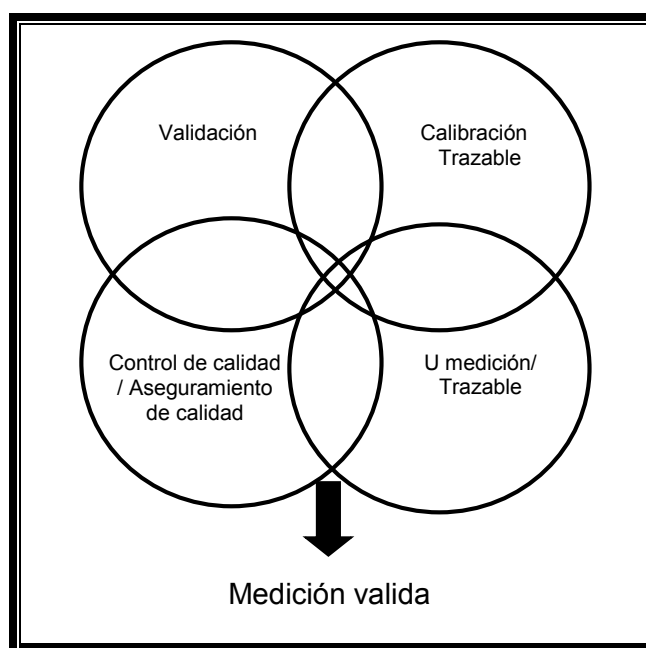 Validación
Calibración
Trazable
Control de calidad
/ Aseguramiento
de calidad
U medición/
Trazable
Medición valida